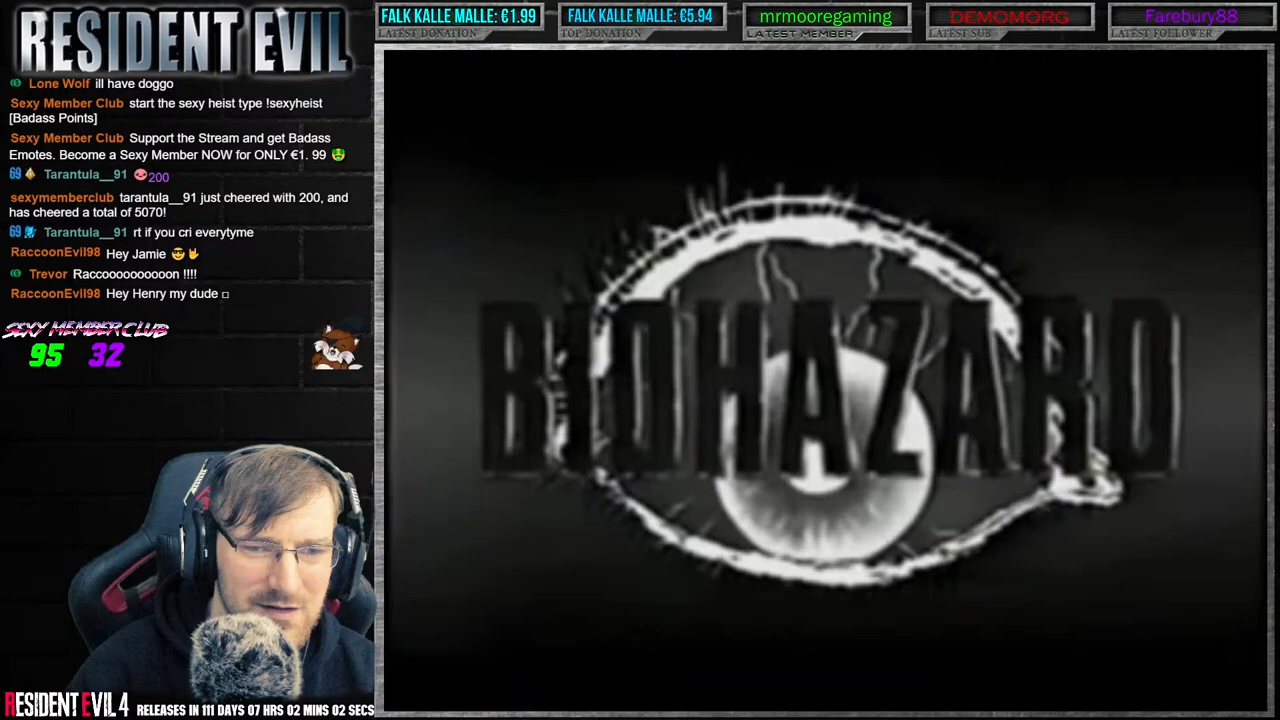 RESIDENT EVIL
FALK KALLE MALLE: €1.99
LATEST DONATION
FALK KALLE MALLE: €5.94
TOP DONATION
mrmooregaming
LATEST MEMBER
DEMOMORG
LATEST SUB
Farebury88
LATEST FOLLOWER
Lone Wolf ill have doggo
Sexy Member Club start the sexy heist type !sexyheist
[Badass Points]
Sexy Member Club Support the Stream and get Badass
Emotes. Become a Sexy Member NOW for ONLY €1. 99
69 Tarantula__91 200
sexymemberclub tarantula__91 just cheered with 200, and
has cheered a total of 5070!
69 Tarantula__91 rt if you cri everytyme
RaccoonEvil98 Hey Jamie 😎🤘
Trevor Raccooooooooon !!!!
RaccoonEvil98 Hey Henry my dude □
SEXY MEMBER CLUB
95 32
BIOHAZARD
RESIDENT EVIL 4 RELEASES IN 111 DAYS 07 HRS 02 MINS 02 SECS